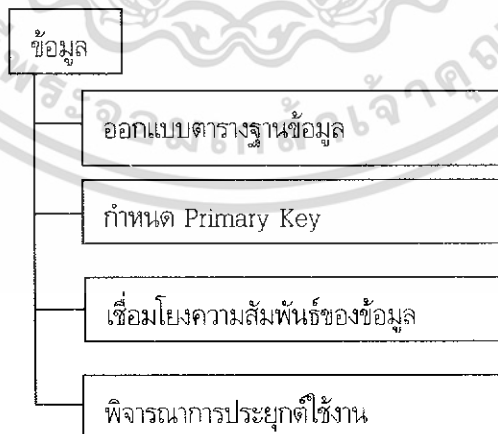 ข้อมูล
ออกแบบตารางฐานข้อมูล
กำหนด Primary Key
เชื่อมโยงความสัมพันธ์ของข้อมูล
พิจารณาการประยุกต์ใช้งาน